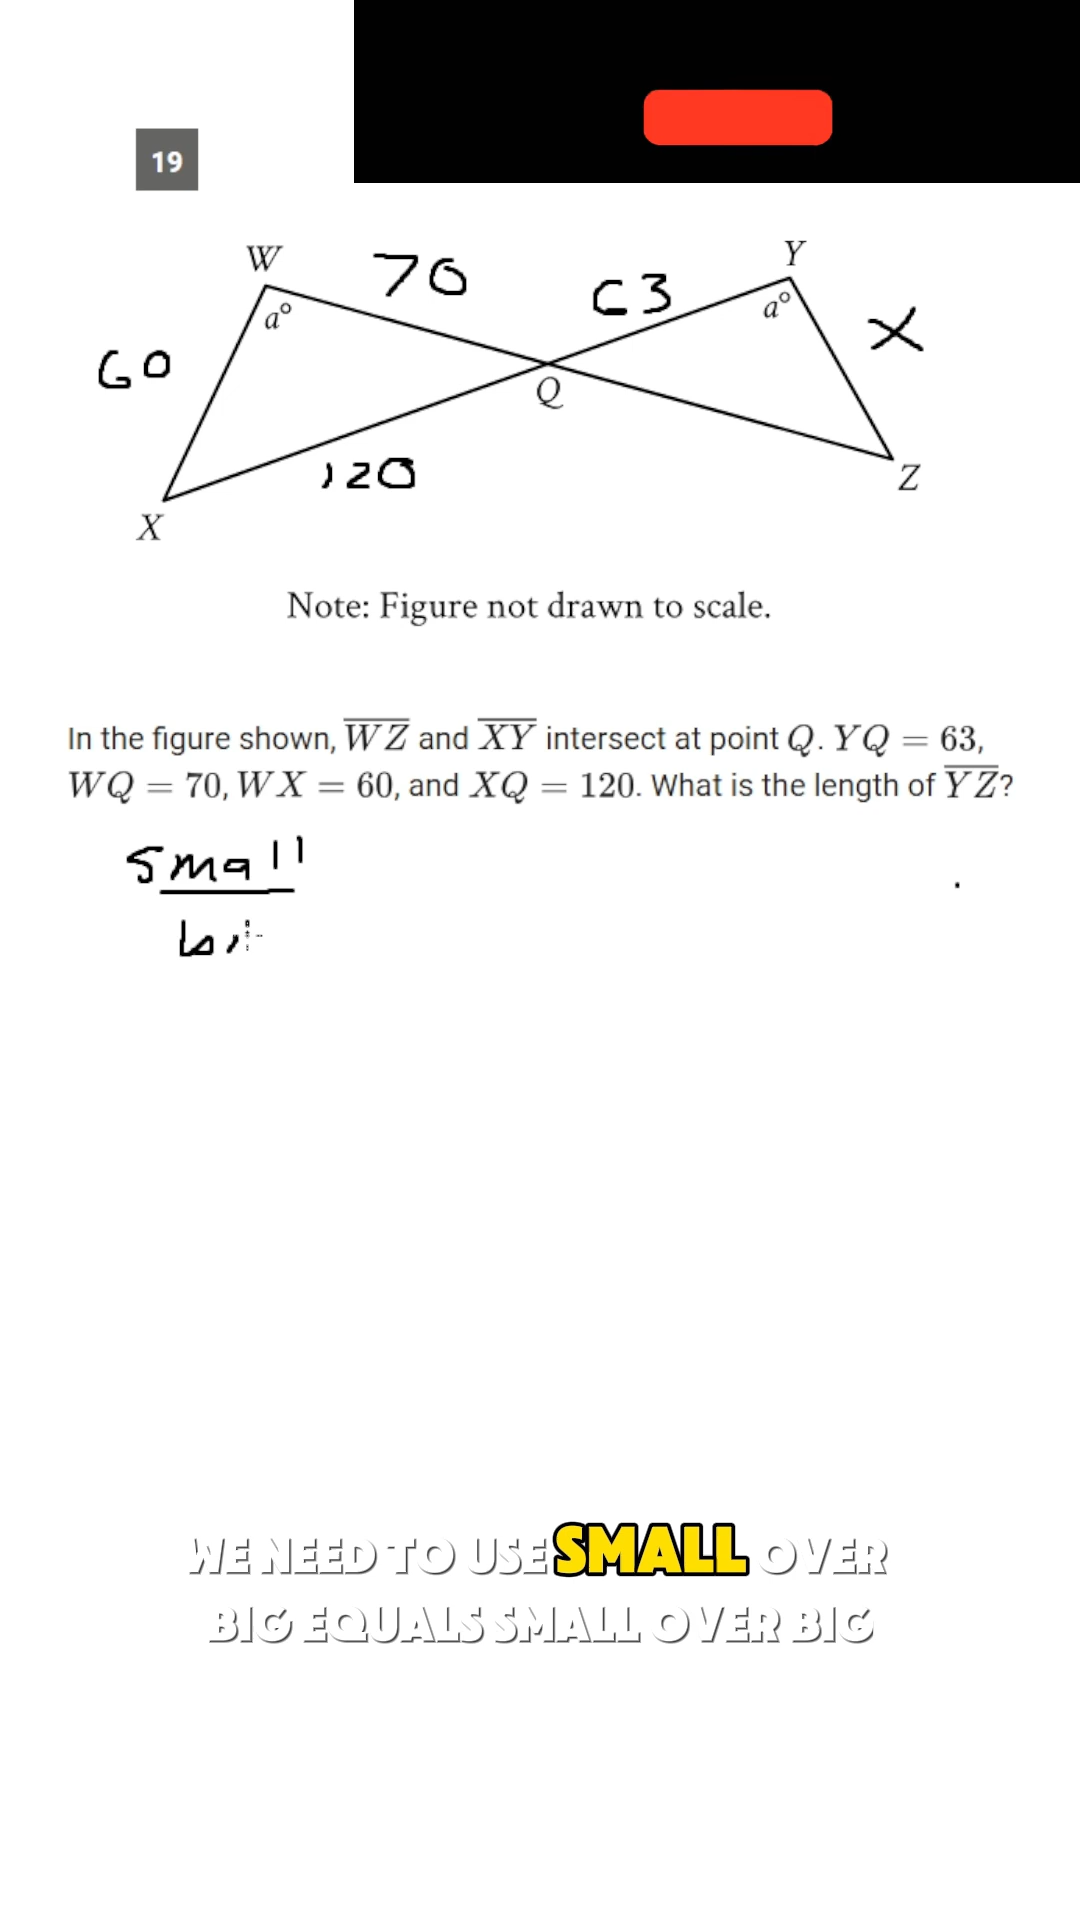 19
W
70
63
Y
a°
a°
X
60
Q
120
Z
X
Note: Figure not drawn to scale.
In the figure shown, WZ and XY intersect at point Q. YQ = 63,
WQ = 70, WX = 60, and XQ = 120. What is the length of YZ?
small
WE NEED TO USE SMALL OVER
BIG EQUALS SMALL OVER BIG